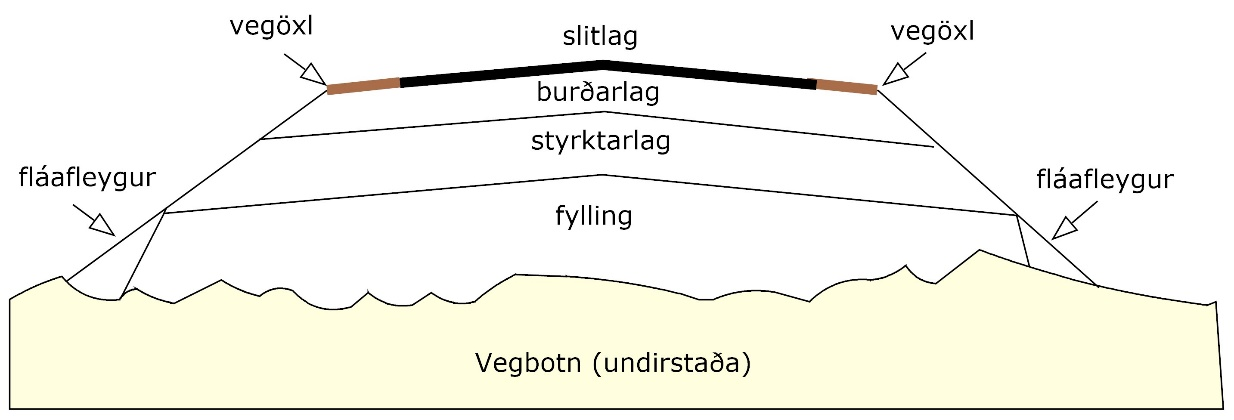 vegöxl
slitlag
vegöxl
burðarlag
styrktarlag
fláafleygur
fláafleygur
fylling
Vegbotn (undirstaða)